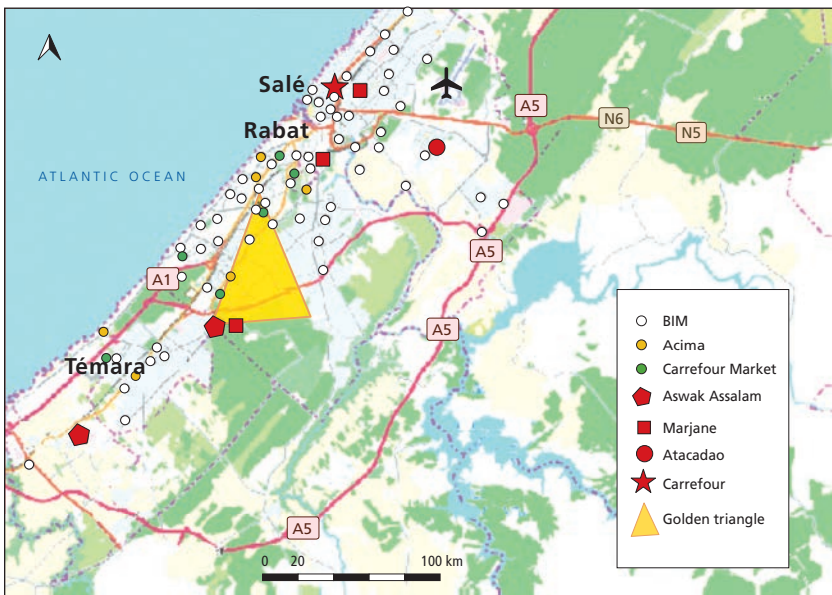 Salé
A5
N6
Rabat
N5
ATLANTIC OCEAN
A5
A1
A5
Témara
BIM
Acima
Carrefour Market
Aswak Assalam
Marjane
Atacadao
Carrefour
Golden triangle
A5
0 20 100 km